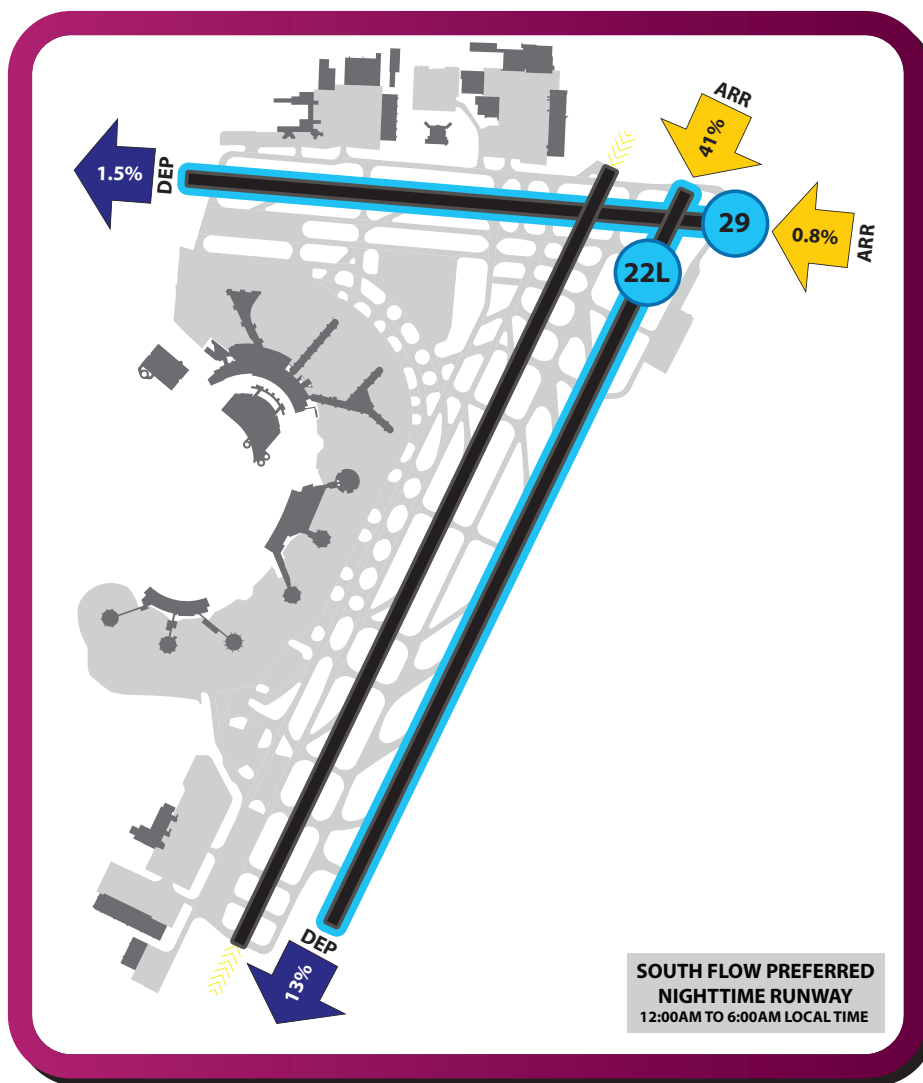 ARR
41%
1.5%
DEP
29
0.8%
ARR
22L
DEP
13%
SOUTH FLOW PREFERRED
NIGHTTIME RUNWAY
12:00AM TO 6:00AM LOCAL TIME